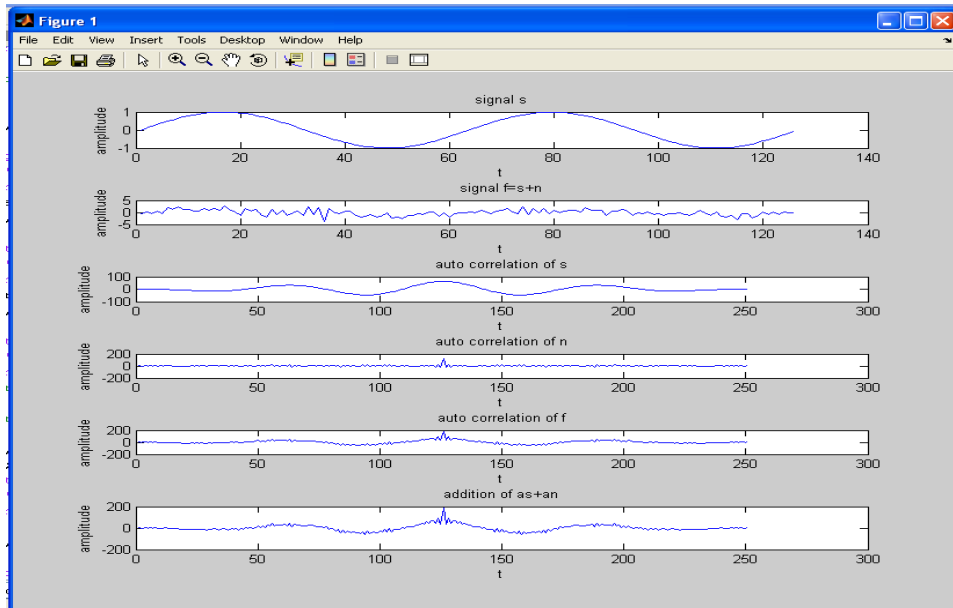 Figure 1
File Edit View Insert Tools Desktop Window Help
signal s
amplitude
1
0
-1
0 20 40 60 80 100 120 140
t
signal f=s+n
amplitude
5
0
-5
0 20 40 60 80 100 120 140
t
auto correlation of s
amplitude
100
0
-100
0 50 100 150 200 250 300
t
auto correlation of n
amplitude
200
0
-200
0 50 100 150 200 250 300
t
auto correlation of f
amplitude
200
0
-200
0 50 100 150 200 250 300
t
addition of as+an
amplitude
200
0
-200
0 50 100 150 200 250 300
t